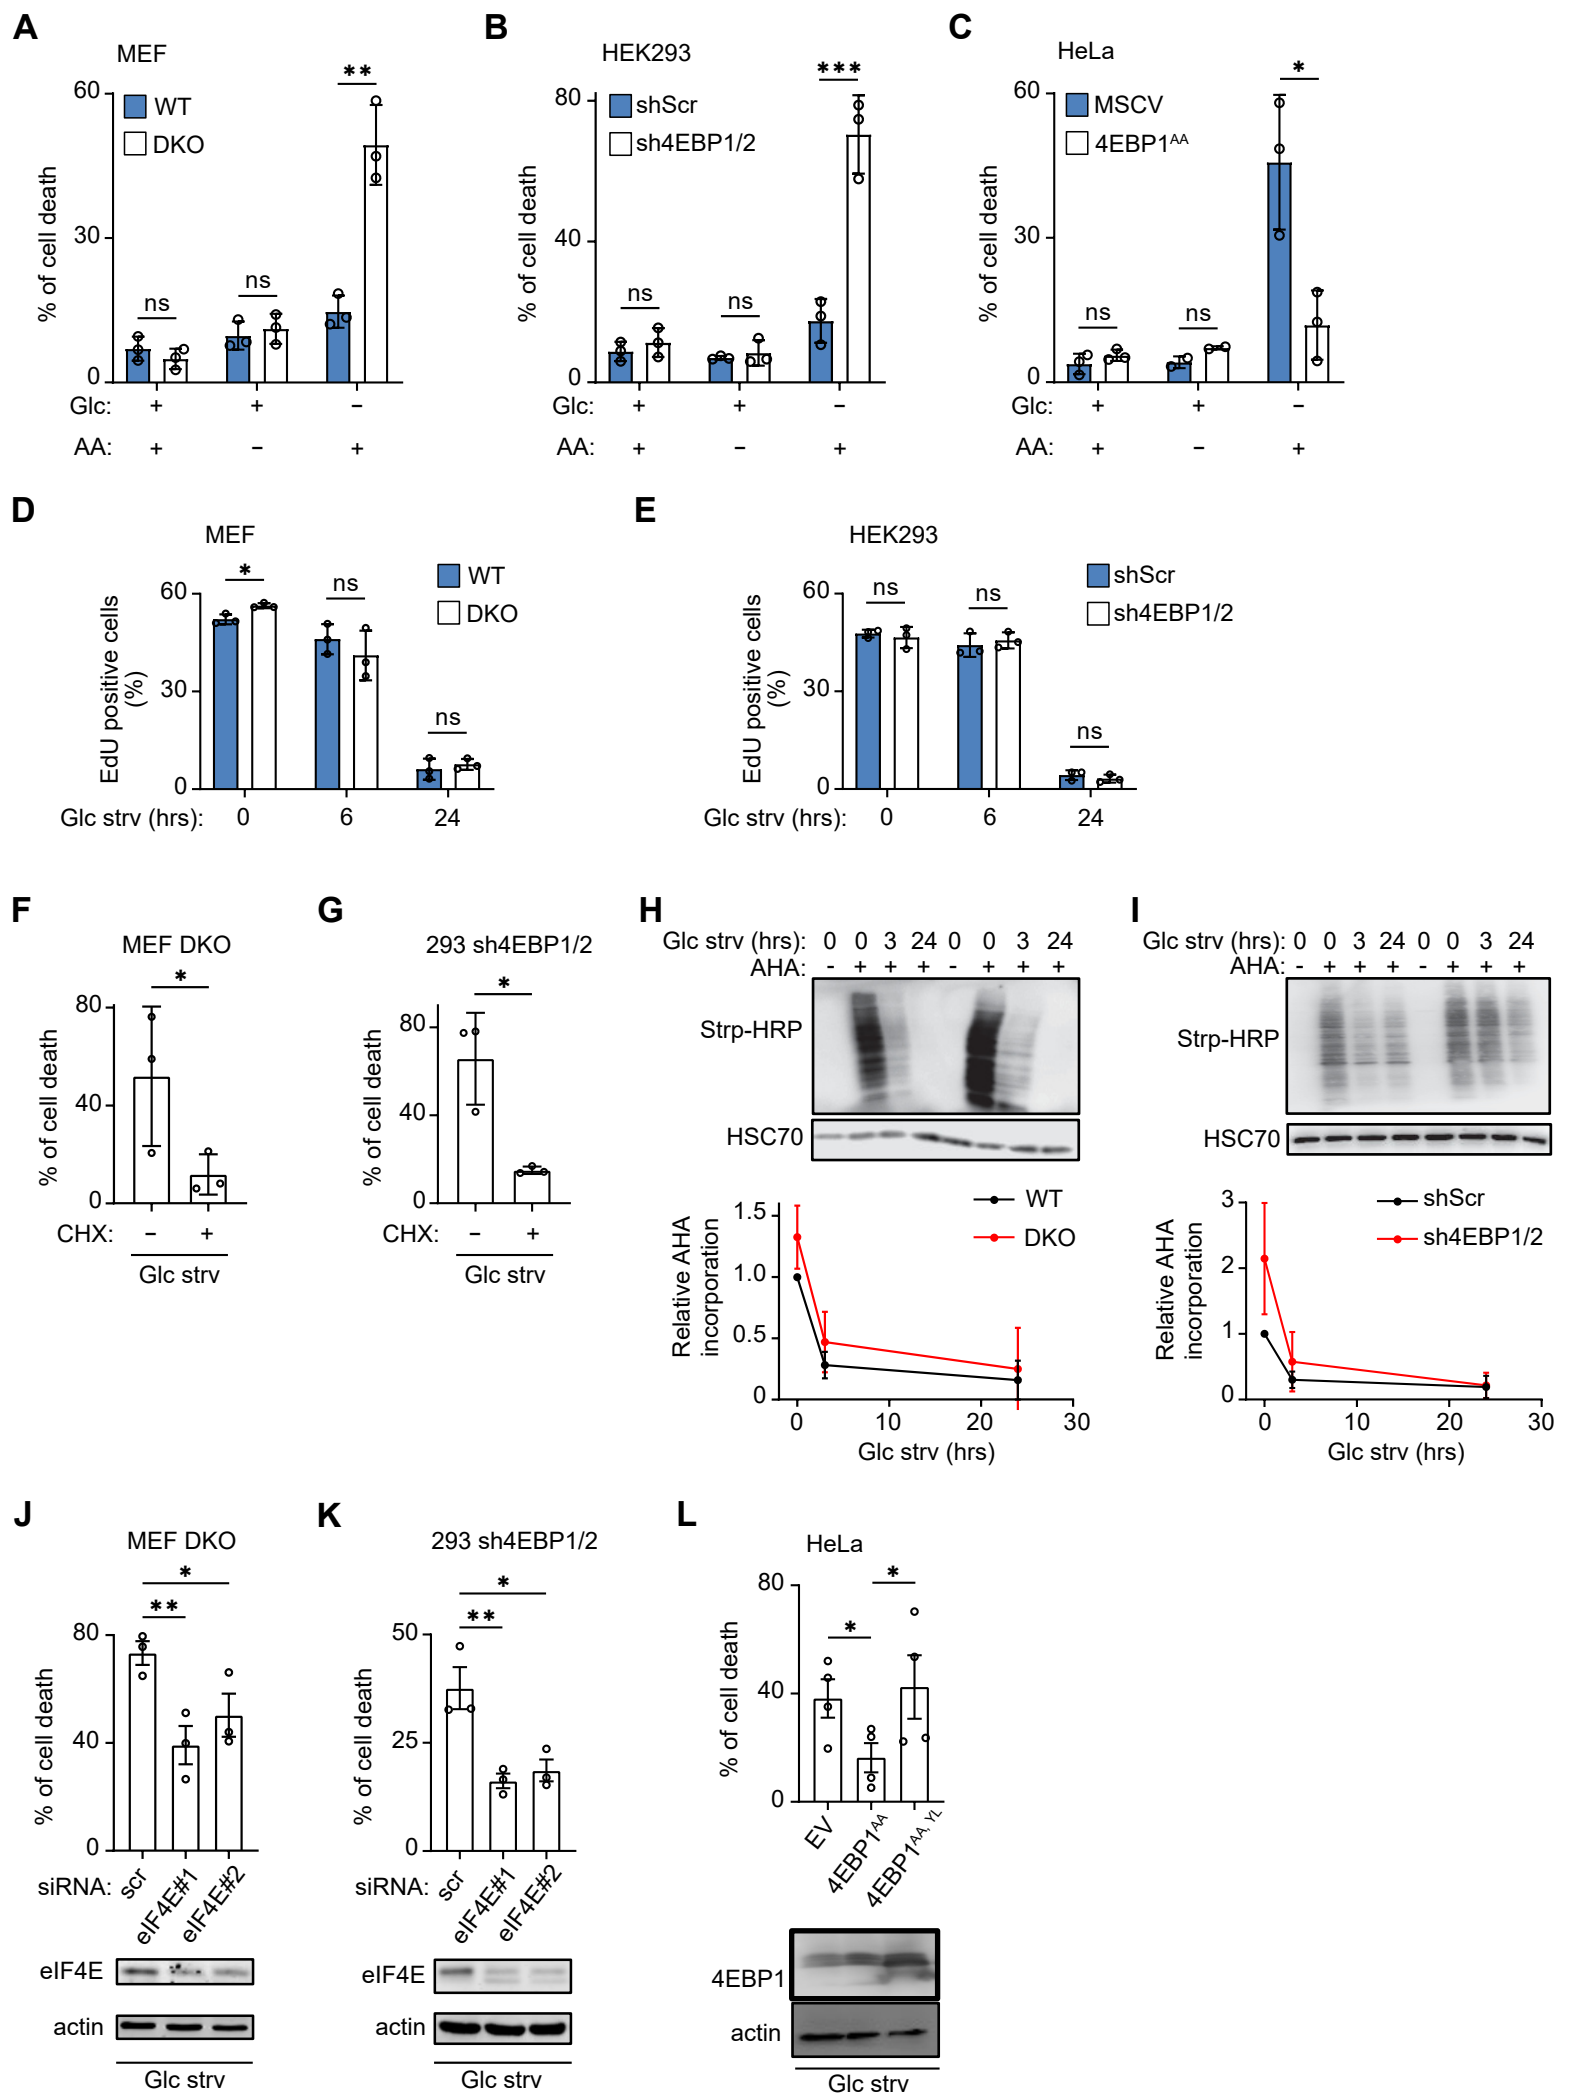 A
MEF
WT
DKO
% of cell death
60
30
0
ns
ns
**
Glc: + + −
AA: + − +
B
HEK293
shScr
sh4EBP1/2
% of cell death
80
40
0
ns
ns
***
Glc: + + −
AA: + − +
C
HeLa
MSCV
4EBP1AA
% of cell death
60
30
0
ns
ns
*
Glc: + + −
AA: + − +
D
MEF
WT
DKO
EdU positive cells
(%)
60
30
0
*
ns
ns
Glc strv (hrs): 0 6 24
E
HEK293
shScr
sh4EBP1/2
EdU positive cells
(%)
60
30
0
ns
ns
ns
Glc strv (hrs): 0 6 24
F
MEF DKO
% of cell death
80
40
0
*
CHX: − +
Glc strv
G
293 sh4EBP1/2
% of cell death
80
40
0
*
CHX: − +
Glc strv
H
Glc strv (hrs): 0 0 3 24 0 0 3 24
AHA: - + + + - + + +
Strp-HRP
HSC70
WT
DKO
Relative AHA
incorporation
1.5
1.0
0.5
0
0 10 20 30
Glc strv (hrs)
I
Glc strv (hrs): 0 0 3 24 0 0 3 24
AHA: - + + + - + + +
Strp-HRP
HSC70
shScr
sh4EBP1/2
Relative AHA
incorporation
3
2
1
0
0 10 20 30
Glc strv (hrs)
J
MEF DKO
*
**
% of cell death
80
40
0
siRNA: scr eIF4E#1 eIF4E#2
eIF4E
actin
Glc strv
K
293 sh4EBP1/2
*
**
% of cell death
50
25
0
siRNA: scr eIF4E#1 eIF4E#2
eIF4E
actin
Glc strv
L
HeLa
*
*
% of cell death
80
40
0
EV 4EBP1AA 4EBP1AA, YL
4EBP1
actin
Glc strv